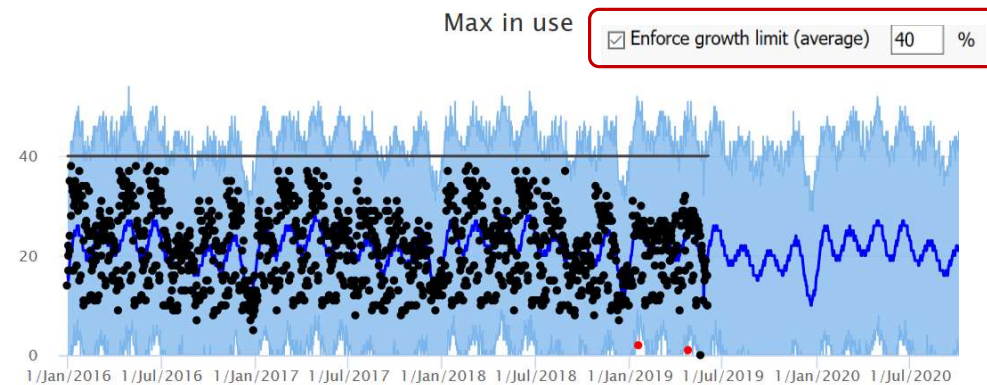 Max in use
Enforce growth limit (average) 40 %
40
20
0
1/Jan/2016 1/Jul/2016 1/Jan/2017 1/Jul/2017 1/Jan/2018 1/Jul/2018 1/Jan/2019 1/Jul/2019 1/Jan/2020 1/Jul/2020